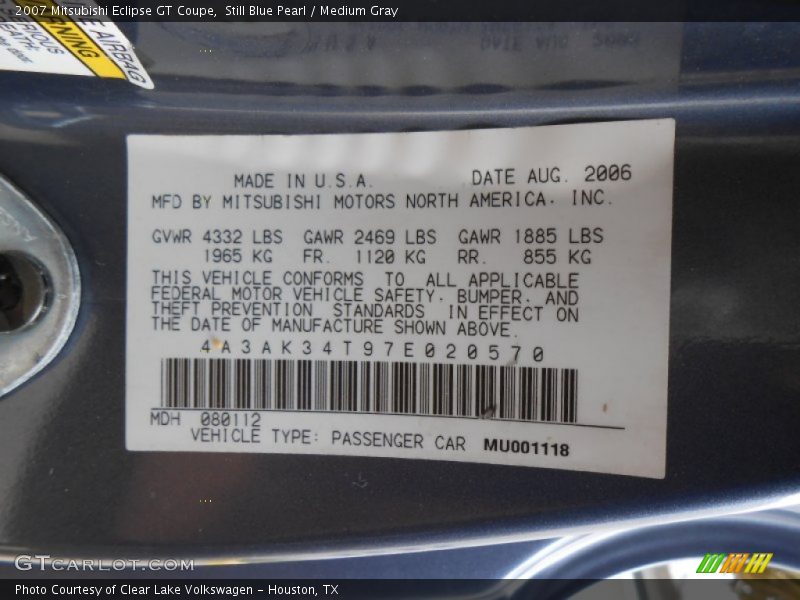 2007 Mitsubishi Eclipse GT Coupe, Still Blue Pearl / Medium Gray
AIRBAG
WARNING
SERIOUS
DEATH.
MADE IN U.S.A. DATE AUG. 2006
MFD BY MITSUBISHI MOTORS NORTH AMERICA. INC.
GVWR 4332 LBS GAWR 2469 LBS GAWR 1885 LBS
1965 KG FR. 1120 KG RR. 855 KG
THIS VEHICLE CONFORMS TO ALL APPLICABLE
FEDERAL MOTOR VEHICLE SAFETY. BUMPER. AND
THEFT PREVENTION STANDARDS IN EFFECT ON
THE DATE OF MANUFACTURE SHOWN ABOVE.
4A3AK34T97E020570
MDH 080112
VEHICLE TYPE: PASSENGER CAR MU001118
GTCARLOT.COM
Photo Courtesy of Clear Lake Volkswagen - Houston, TX